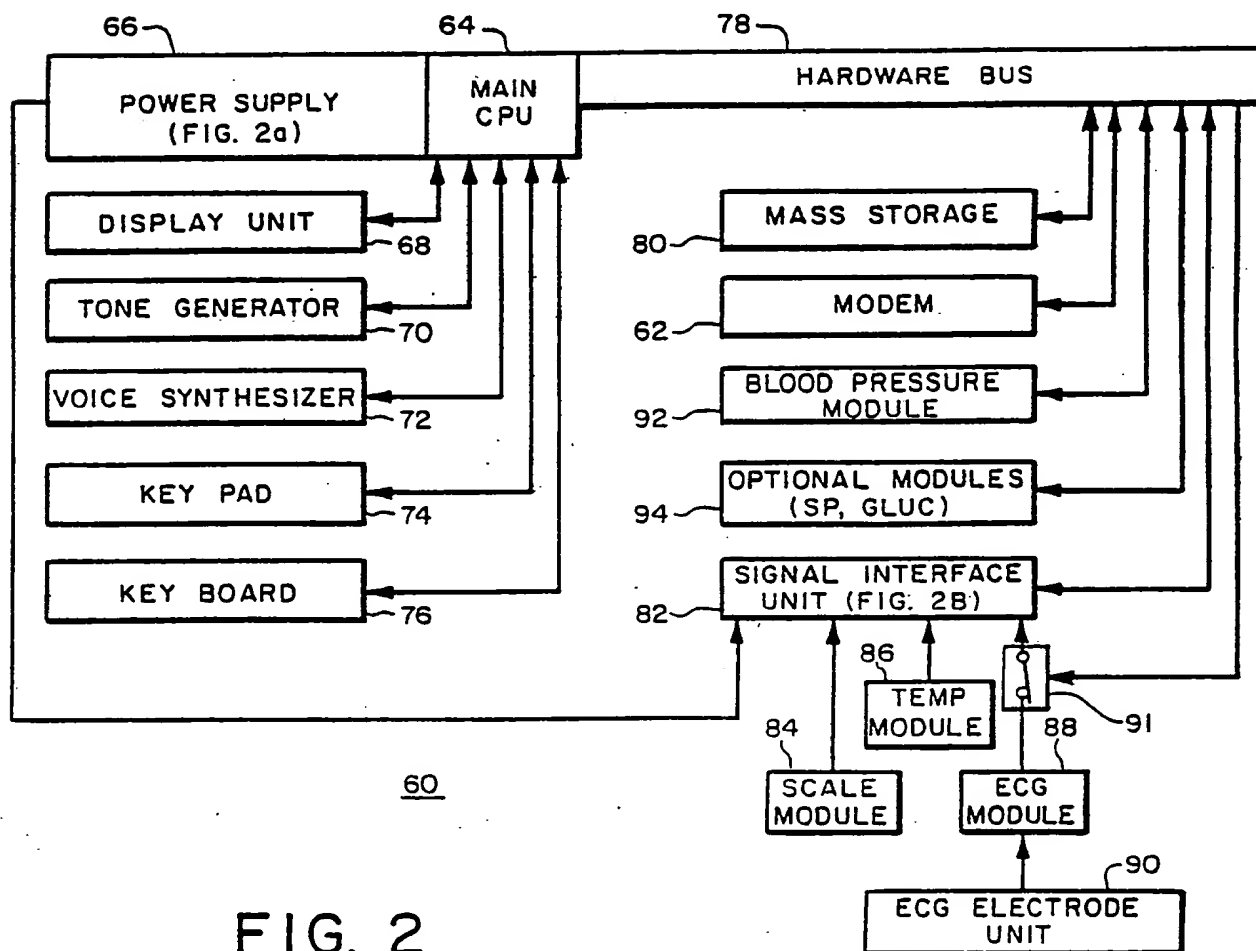 66
64
78
POWER SUPPLY
(FIG. 2a)
MAIN
CPU
HARDWARE BUS
DISPLAY UNIT
68
TONE GENERATOR
70
VOICE SYNTHESIZER
72
KEY PAD
74
KEY BOARD
76
MASS STORAGE
80
MODEM
62
BLOOD PRESSURE
MODULE
92
OPTIONAL MODULES
(SP, GLUC)
94
SIGNAL INTERFACE
UNIT (FIG. 2B)
82
86
TEMP
MODULE
91
84
SCALE
MODULE
88
ECG
MODULE
60
90
ECG ELECTRODE
UNIT
FIG. 2